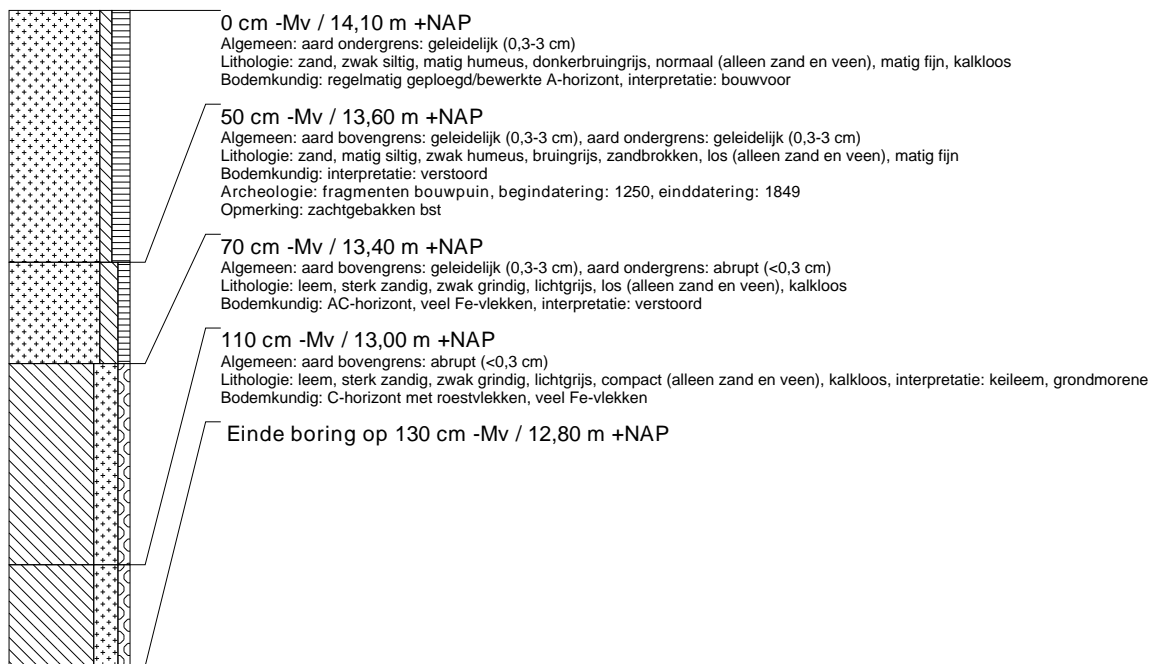 0 cm -Mv / 14,10 m +NAP
Algemeen: aard ondergrens: geleidelijk (0,3-3 cm)
Lithologie: zand, zwak siltig, matig humeus, donkerbruingrijs, normaal (alleen zand en veen), matig fijn, kalkloos
Bodemkundig: regelmatig geploegd/bewerkte A-horizont, interpretatie: bouwvoor
50 cm -Mv / 13,60 m +NAP
Algemeen: aard bovengrens: geleidelijk (0,3-3 cm), aard ondergrens: geleidelijk (0,3-3 cm)
Lithologie: zand, matig siltig, zwak humeus, bruingrijs, zandbrokken, los (alleen zand en veen), matig fijn
Bodemkundig: interpretatie: verstoord
Archeologie: fragmenten bouwpuin, begindatering: 1250, einddatering: 1849
Opmerking: zachtgebakken bst
70 cm -Mv / 13,40 m +NAP
Algemeen: aard bovengrens: geleidelijk (0,3-3 cm), aard ondergrens: abrupt (<0,3 cm)
Lithologie: leem, sterk zandig, zwak grindig, lichtgrijs, los (alleen zand en veen), kalkloos
Bodemkundig: AC-horizont, veel Fe-vlekken, interpretatie: verstoord
110 cm -Mv / 13,00 m +NAP
Algemeen: aard bovengrens: abrupt (<0,3 cm)
Lithologie: leem, sterk zandig, zwak grindig, lichtgrijs, compact (alleen zand en veen), kalkloos, interpretatie: keileem, grondmorene
Bodemkundig: C-horizont met roestvlekken, veel Fe-vlekken
Einde boring op 130 cm -Mv / 12,80 m +NAP